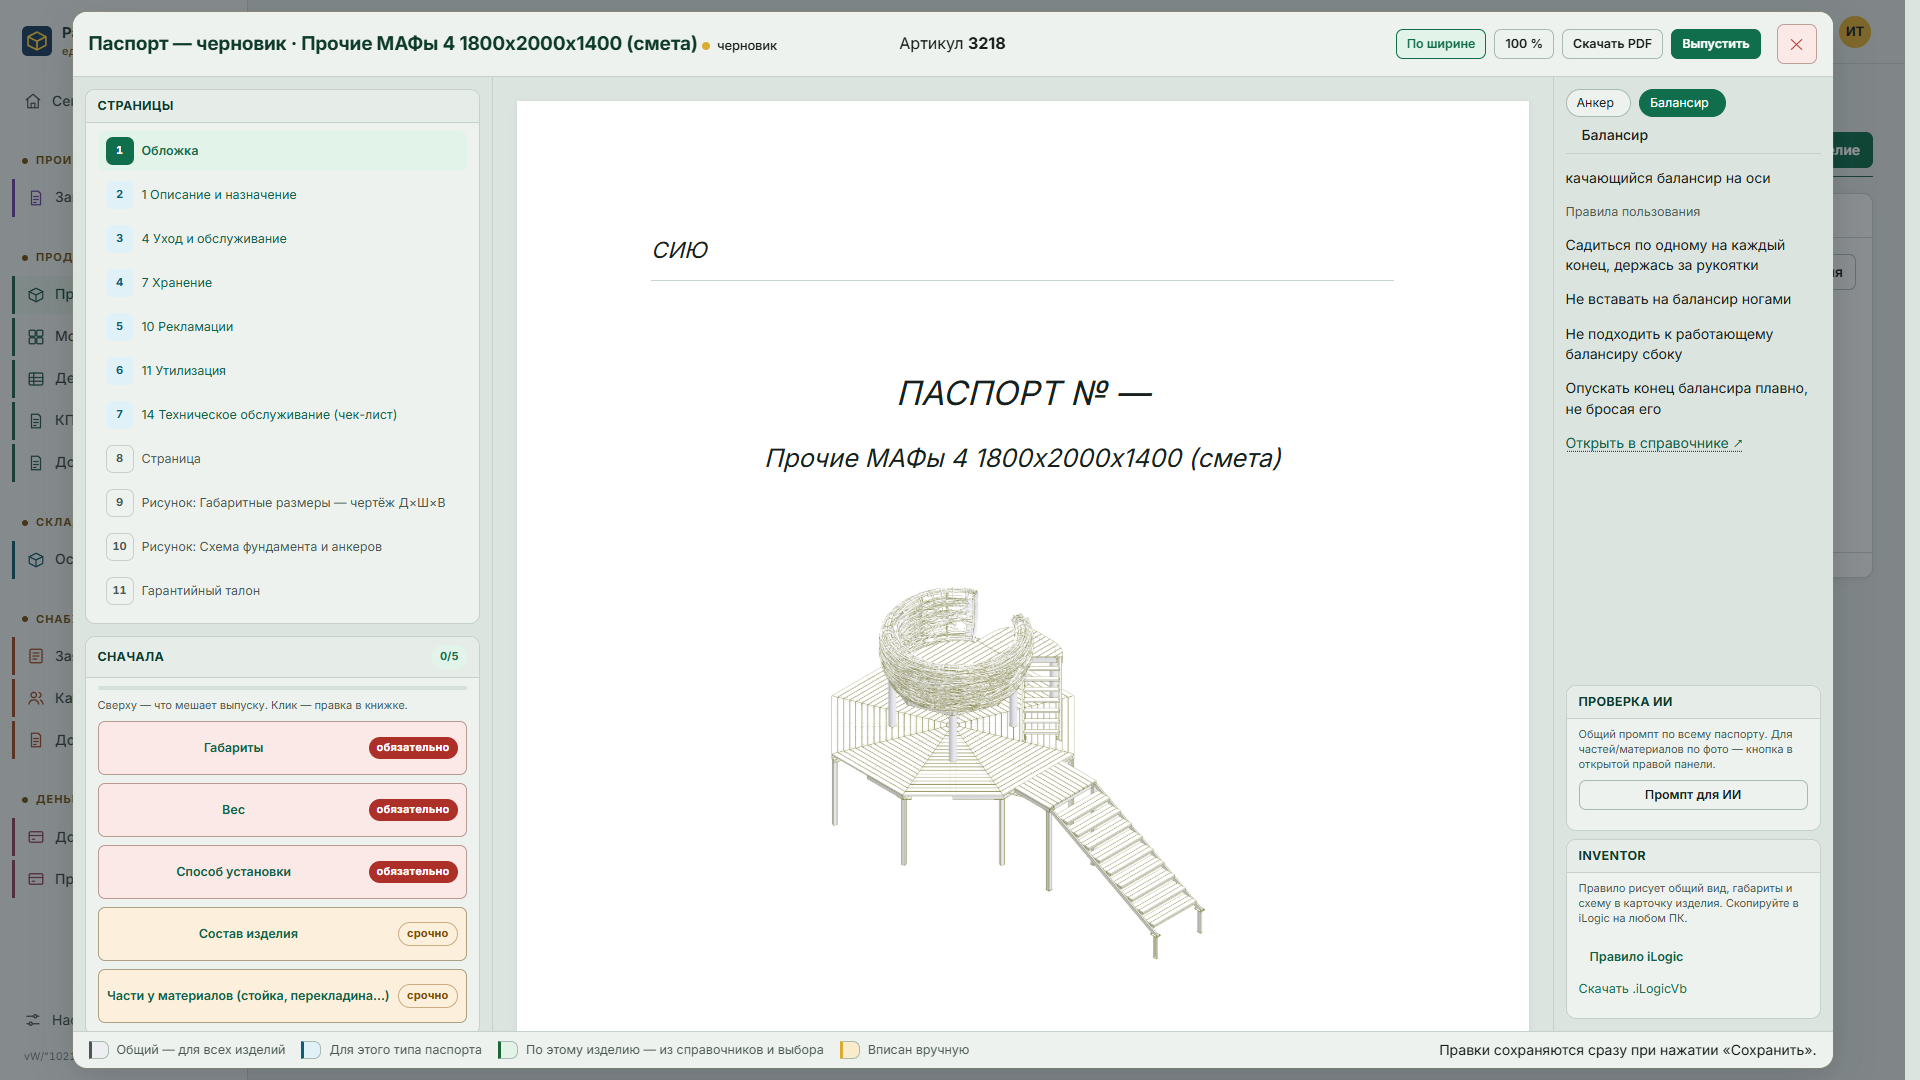 Паспорт — черновик · Прочие МАФы 4 1800х2000х1400 (смета)
черновик
Артикул 3218
По ширине
100 %
Скачать PDF
Выпустить
ИТ
СТРАНИЦЫ
1 Обложка
2 1 Описание и назначение
3 4 Уход и обслуживание
4 7 Хранение
5 10 Рекламации
6 11 Утилизация
7 14 Техническое обслуживание (чек-лист)
8 Страница
9 Рисунок: Габаритные размеры — чертёж Д×Ш×В
10 Рисунок: Схема фундамента и анкеров
11 Гарантийный талон
СНАЧАЛА 0/5
Сверху — что мешает выпуску. Клик — правка в книжке.
Габариты обязательно
Вес обязательно
Способ установки обязательно
Состав изделия срочно
Части у материалов (стойка, перекладина…) срочно
СИЮ
ПАСПОРТ № —
Прочие МАФы 4 1800х2000х1400 (смета)
Анкер
Балансир
Балансир
качающийся балансир на оси
Правила пользования
Садиться по одному на каждый
конец, держась за рукоятки
Не вставать на балансир ногами
Не подходить к работающему
балансиру сбоку
Опускать конец балансира плавно,
не бросая его
Открыть в справочнике ↗
ПРОВЕРКА ИИ
Общий промпт по всему паспорту. Для
частей/материалов по фото — кнопка в
открытой правой панели.
Промпт для ИИ
INVENTOR
Правило рисует общий вид, габариты и
схему в карточку изделия. Скопируйте в
iLogic на любом ПК.
Правило iLogic
Скачать .iLogicVb
Общий — для всех изделий
Для этого типа паспорта
По этому изделию — из справочников и выбора
Вписан вручную
Правки сохраняются сразу при нажатии «Сохранить».